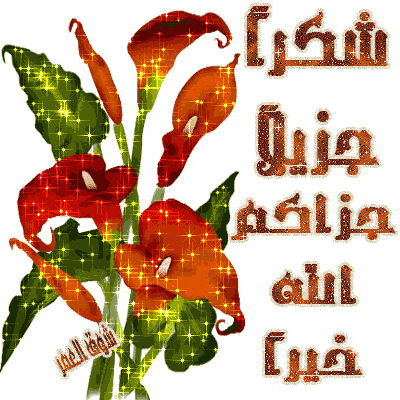 شكرا
جزيلا
جزاكم
الله
خيرا
شوق العمر